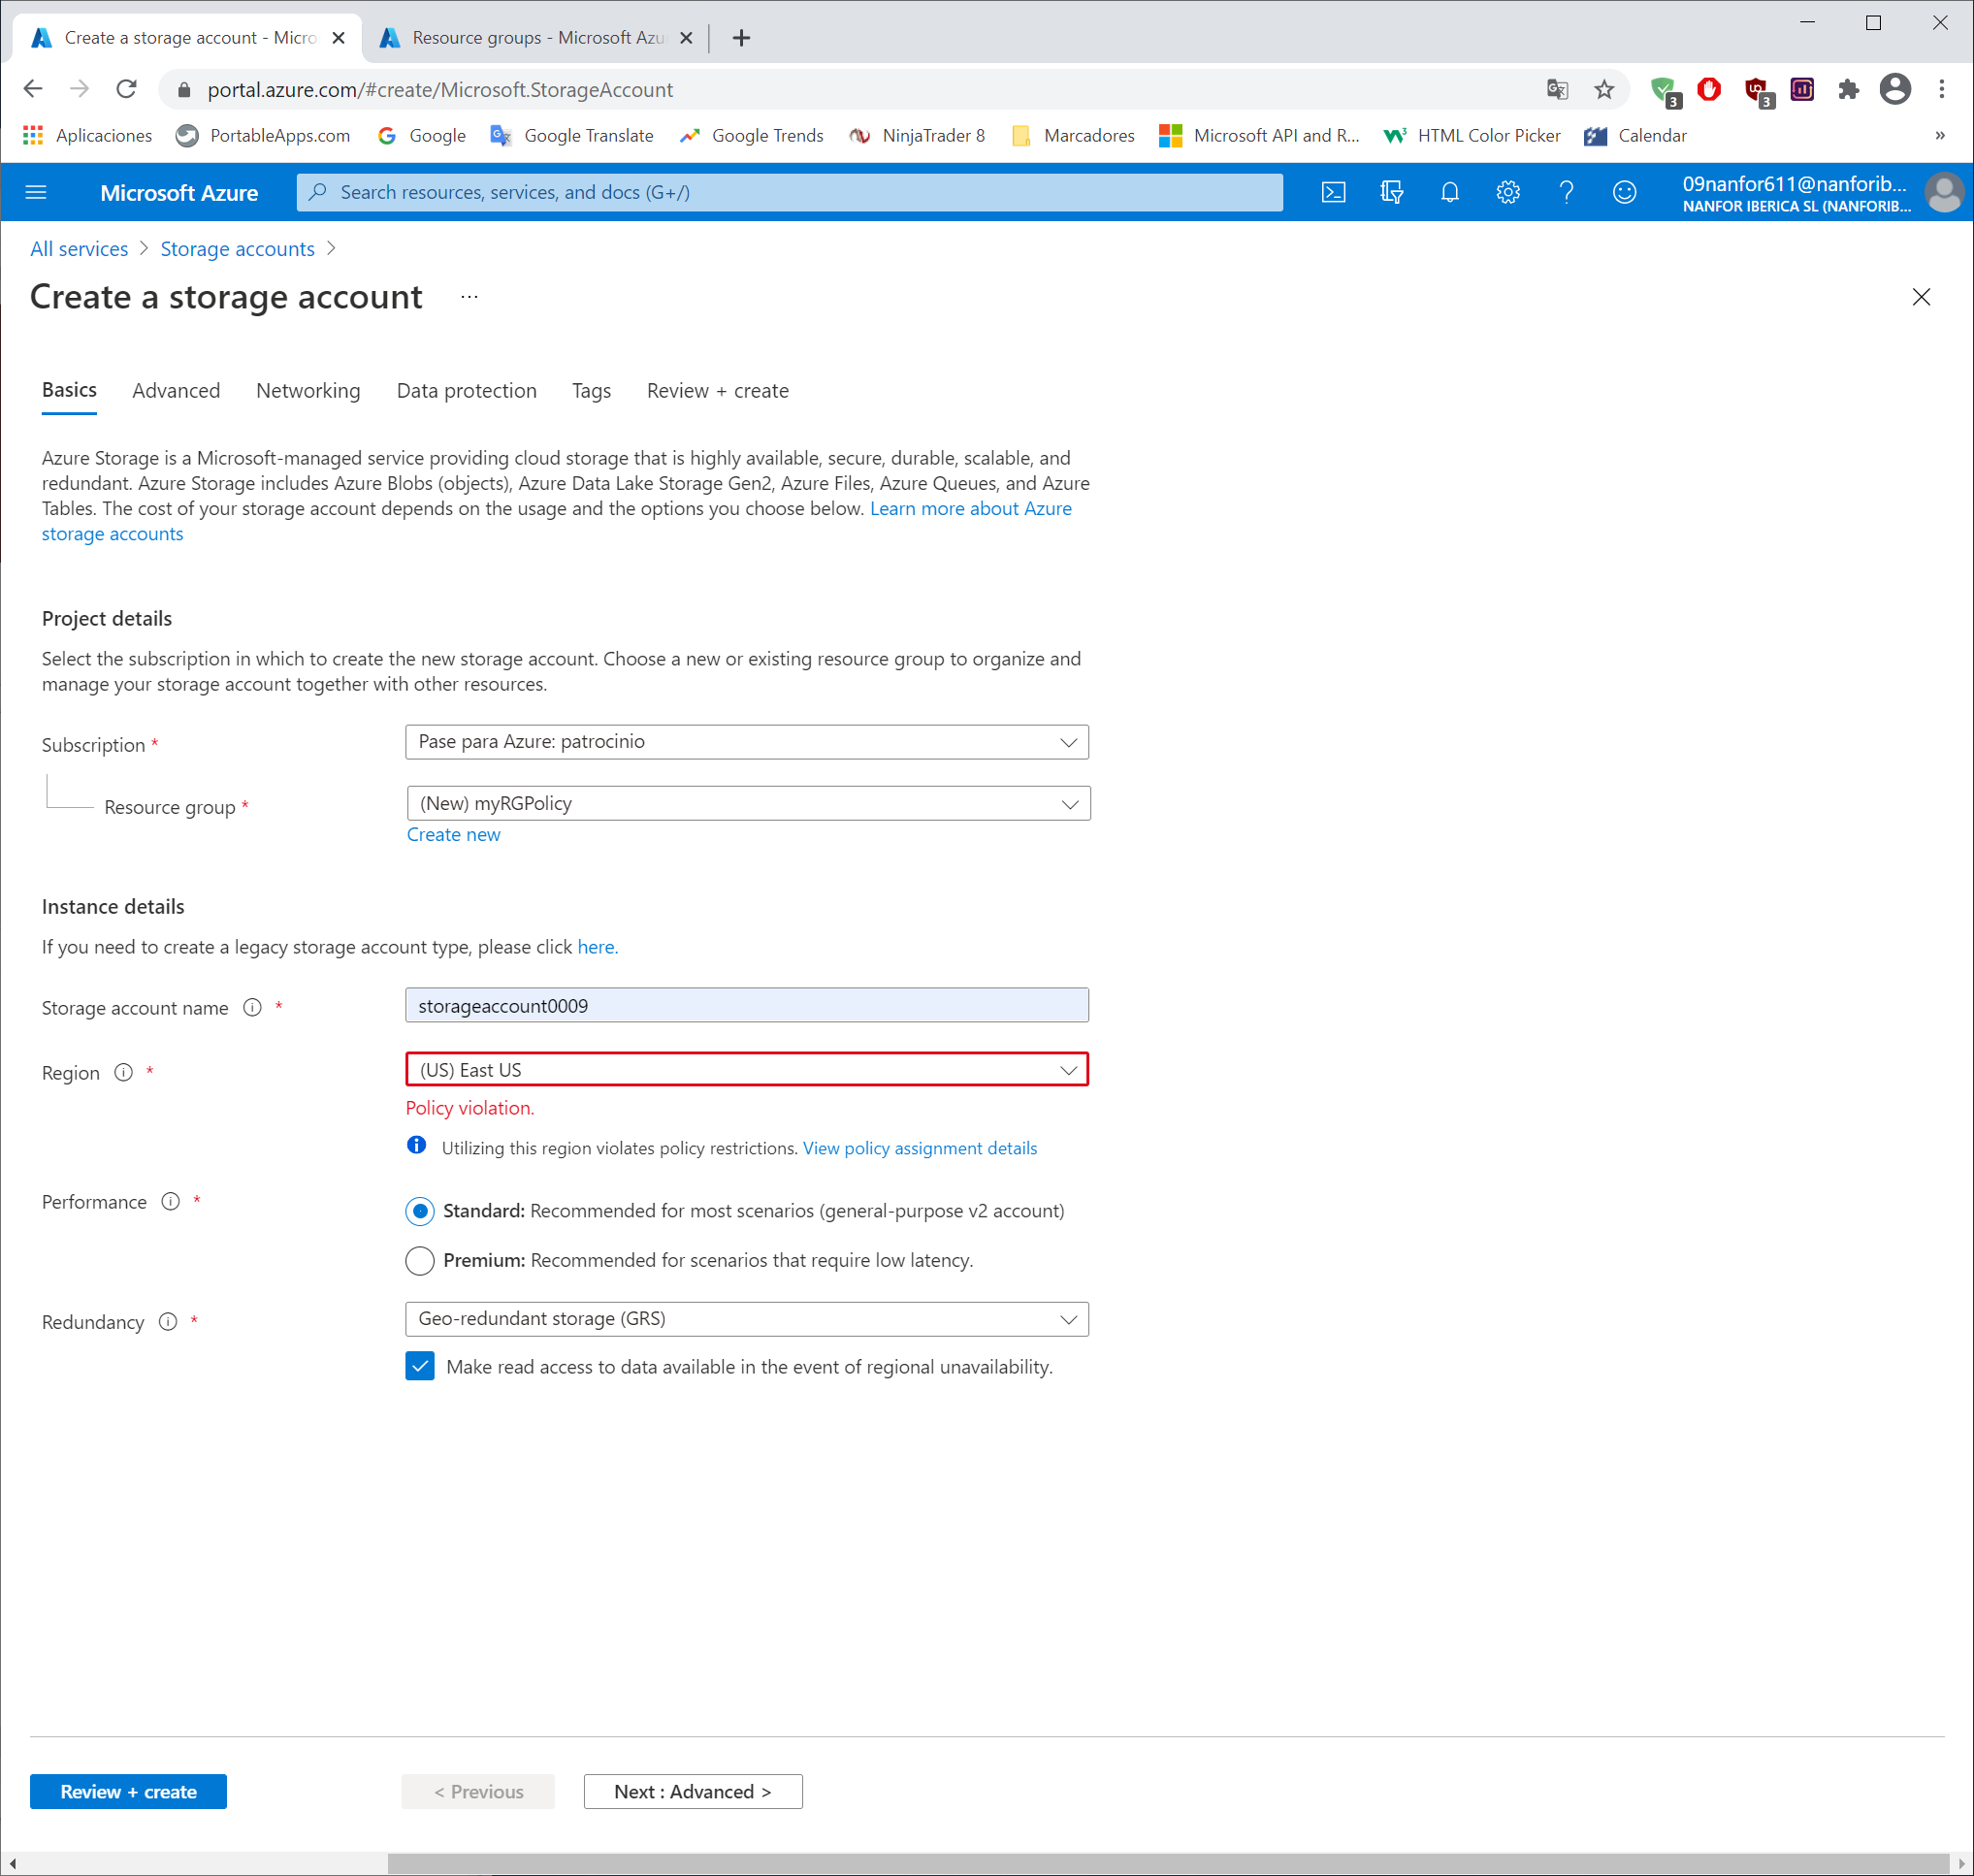 Create a storage account - Micro
Resource groups - Microsoft Azu
portal.azure.com/#create/Microsoft.StorageAccount
3
3
Aplicaciones
PortableApps.com
Google
Google Translate
Google Trends
NinjaTrader 8
Marcadores
Microsoft API and R...
HTML Color Picker
Calendar
»
Microsoft Azure
Search resources, services, and docs (G+/)
09nanfor611@nanforib...
NANFOR IBERICA SL (NANFORIB...
All services > Storage accounts >
Create a storage account ...
Basics
Advanced
Networking
Data protection
Tags
Review + create
Azure Storage is a Microsoft-managed service providing cloud storage that is highly available, secure, durable, scalable, and
redundant. Azure Storage includes Azure Blobs (objects), Azure Data Lake Storage Gen2, Azure Files, Azure Queues, and Azure
Tables. The cost of your storage account depends on the usage and the options you choose below. Learn more about Azure
storage accounts
Project details
Select the subscription in which to create the new storage account. Choose a new or existing resource group to organize and
manage your storage account together with other resources.
Subscription *
Pase para Azure: patrocinio
Resource group *
(New) myRGPolicy
Create new
Instance details
If you need to create a legacy storage account type, please click here.
Storage account name *
storageaccount0009
Region *
(US) East US
Policy violation.
Utilizing this region violates policy restrictions. View policy assignment details
Performance *
Standard: Recommended for most scenarios (general-purpose v2 account)
Premium: Recommended for scenarios that require low latency.
Redundancy *
Geo-redundant storage (GRS)
Make read access to data available in the event of regional unavailability.
Review + create
< Previous
Next : Advanced >